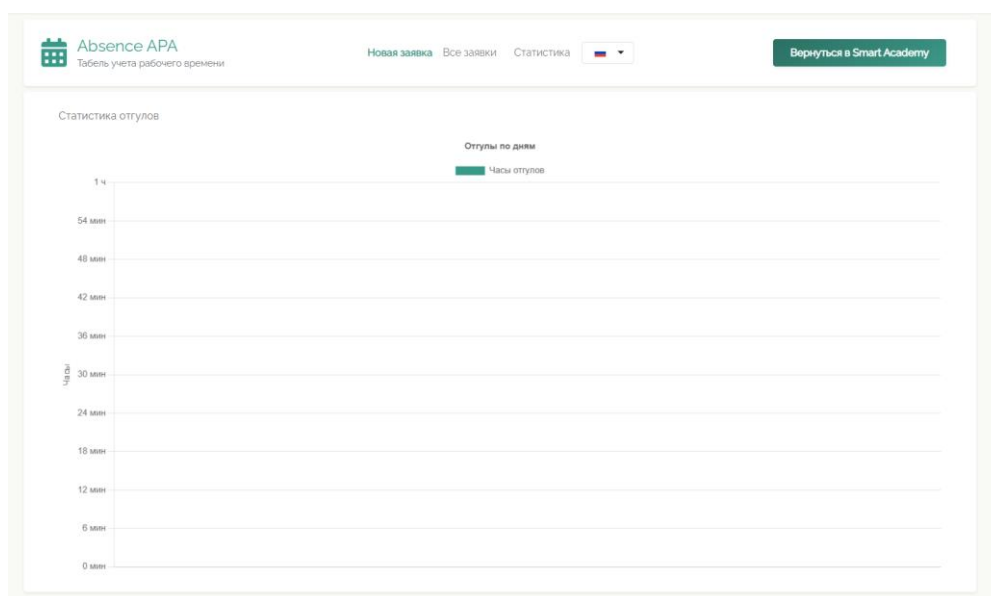 Absence APA
Табель учета рабочего времени
Новая заявка Все заявки Статистика
Вернуться в Smart Academy
Статистика отгулов
Отгулы по дням
Часы отгулов
1 ч
54 мин
48 мин
42 мин
36 мин
30 мин
24 мин
18 мин
12 мин
6 мин
0 мин
Часы